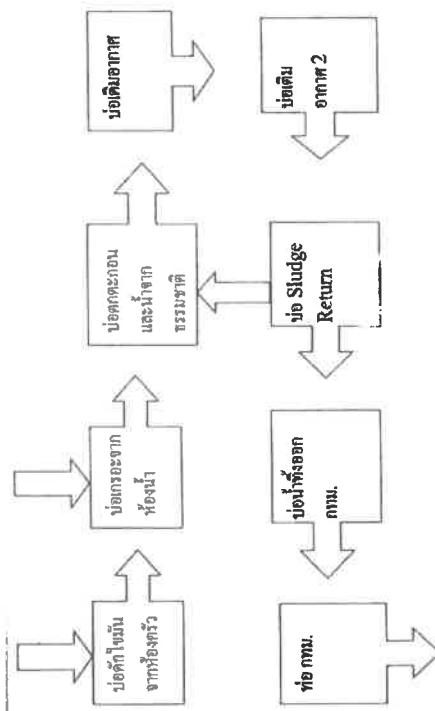 บ่อดักไขมัน
จากห้องครัว
บ่อเกรอะจาก
ห้องน้ำ
บ่อตกตะกอน
และน้ำจาก
ธรรมชาติ
บ่อเติมอากาศ
บ่อเติม
อากาศ 2
บ่อ Sludge
Return
บ่อน้ำทิ้งออก
กทม.
ท่อ กทม.